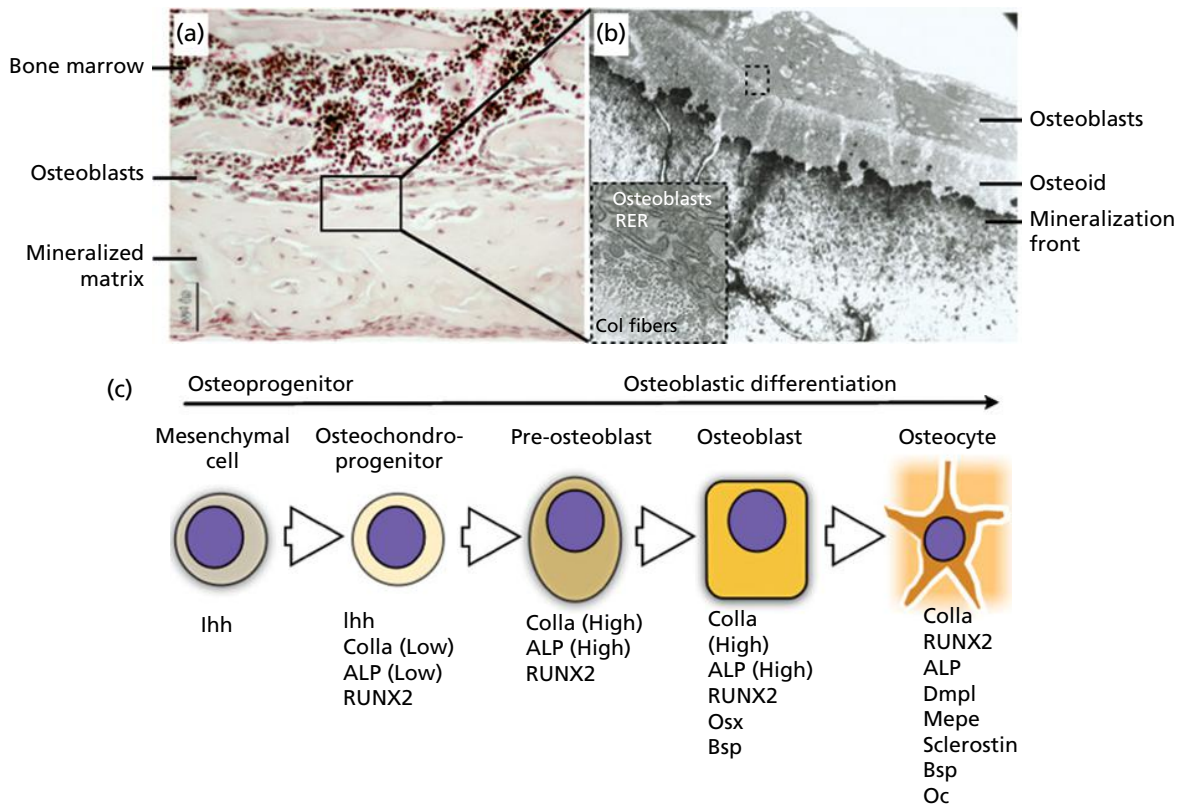 (a)
(b)
Bone marrow
Osteoblasts
Mineralized
matrix
Osteoblasts
Osteoid
Mineralization
front
Osteoblasts
RER
Col fibers
(c)
Osteoprogenitor
Osteoblastic differentiation
Mesenchymal
cell
Osteochondro-
progenitor
Pre-osteoblast
Osteoblast
Osteocyte
Ihh
Ihh
Colla (Low)
ALP (Low)
RUNX2
Colla (High)
ALP (High)
RUNX2
Colla
(High)
ALP (High)
RUNX2
Osx
Bsp
Colla
RUNX2
ALP
Dmpl
Mepe
Sclerostin
Bsp
Oc